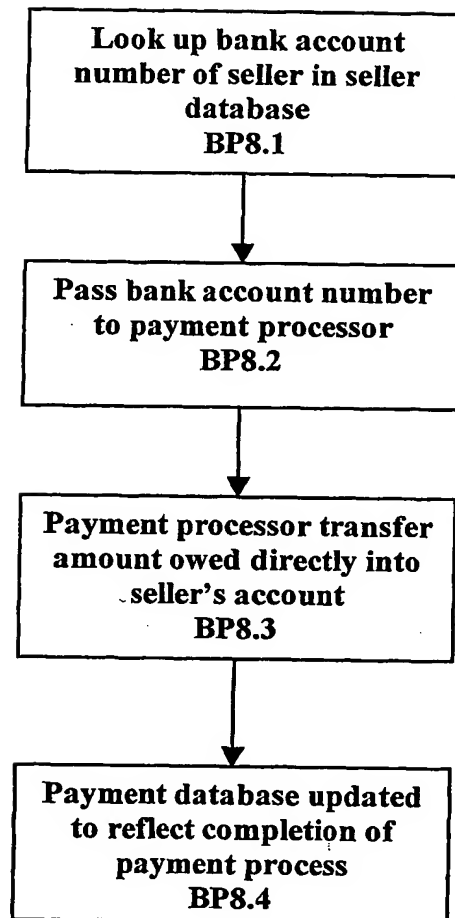 Look up bank account
number of seller in seller
database
BP8.1
Pass bank account number
to payment processor
BP8.2
Payment processor transfer
amount owed directly into
seller's account
BP8.3
Payment database updated
to reflect completion of
payment process
BP8.4